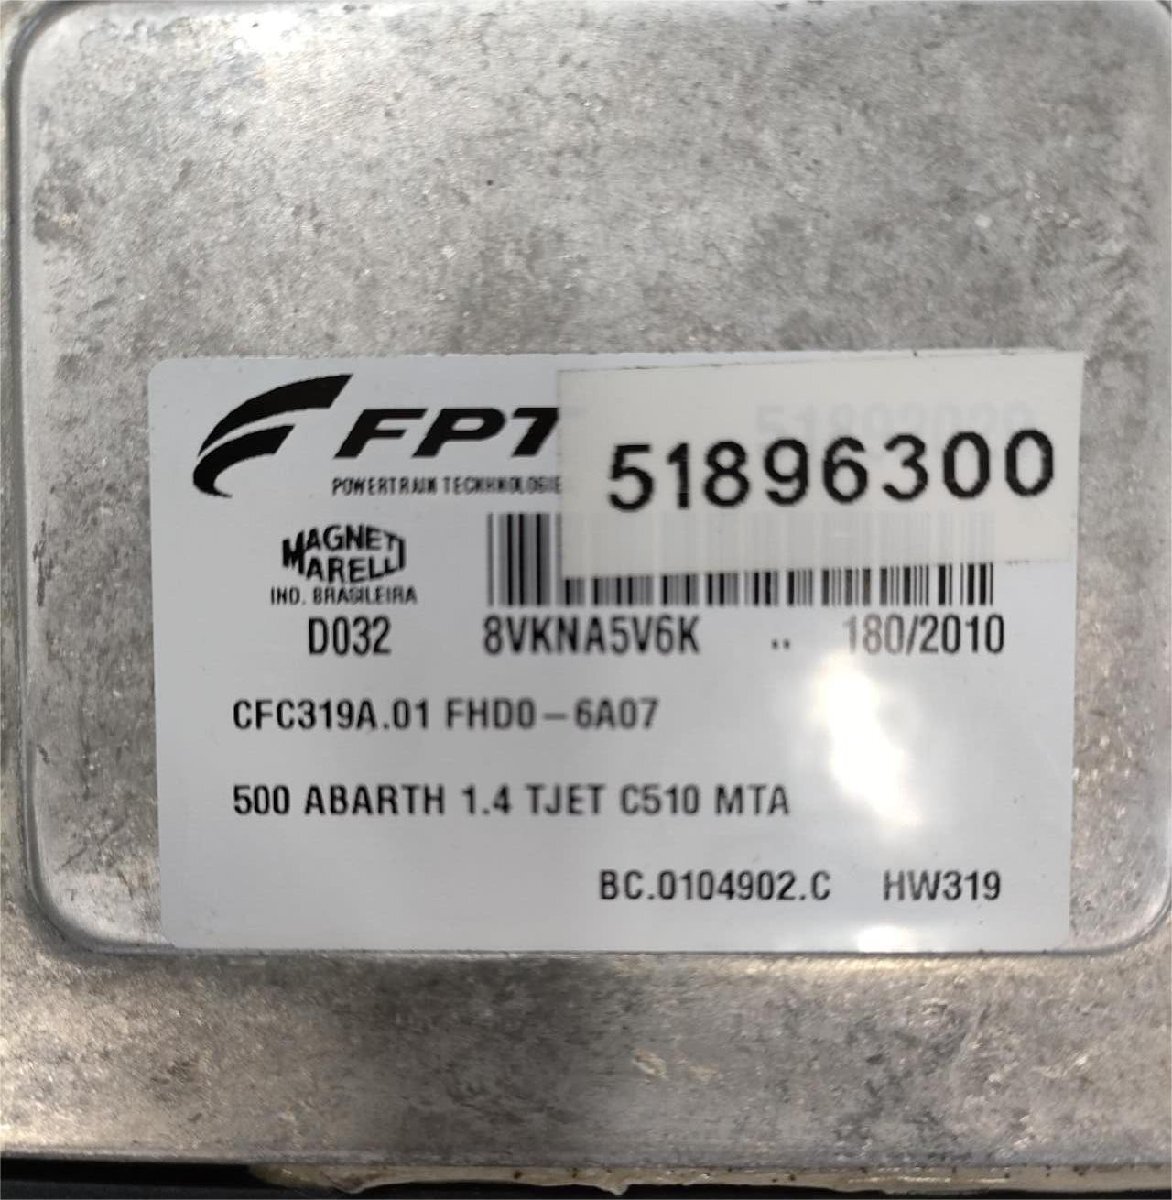 FPT
51896300
POWERTRAIN TECHNOLOGIE
MAGNETI
MARELLI
IND. BRASILEIRA
D032 8VKNA5V6K .. 180/2010
CFC319A.01 FHD0-6A07
500 ABARTH 1.4 TJET C510 MTA
BC.0104902.C HW319